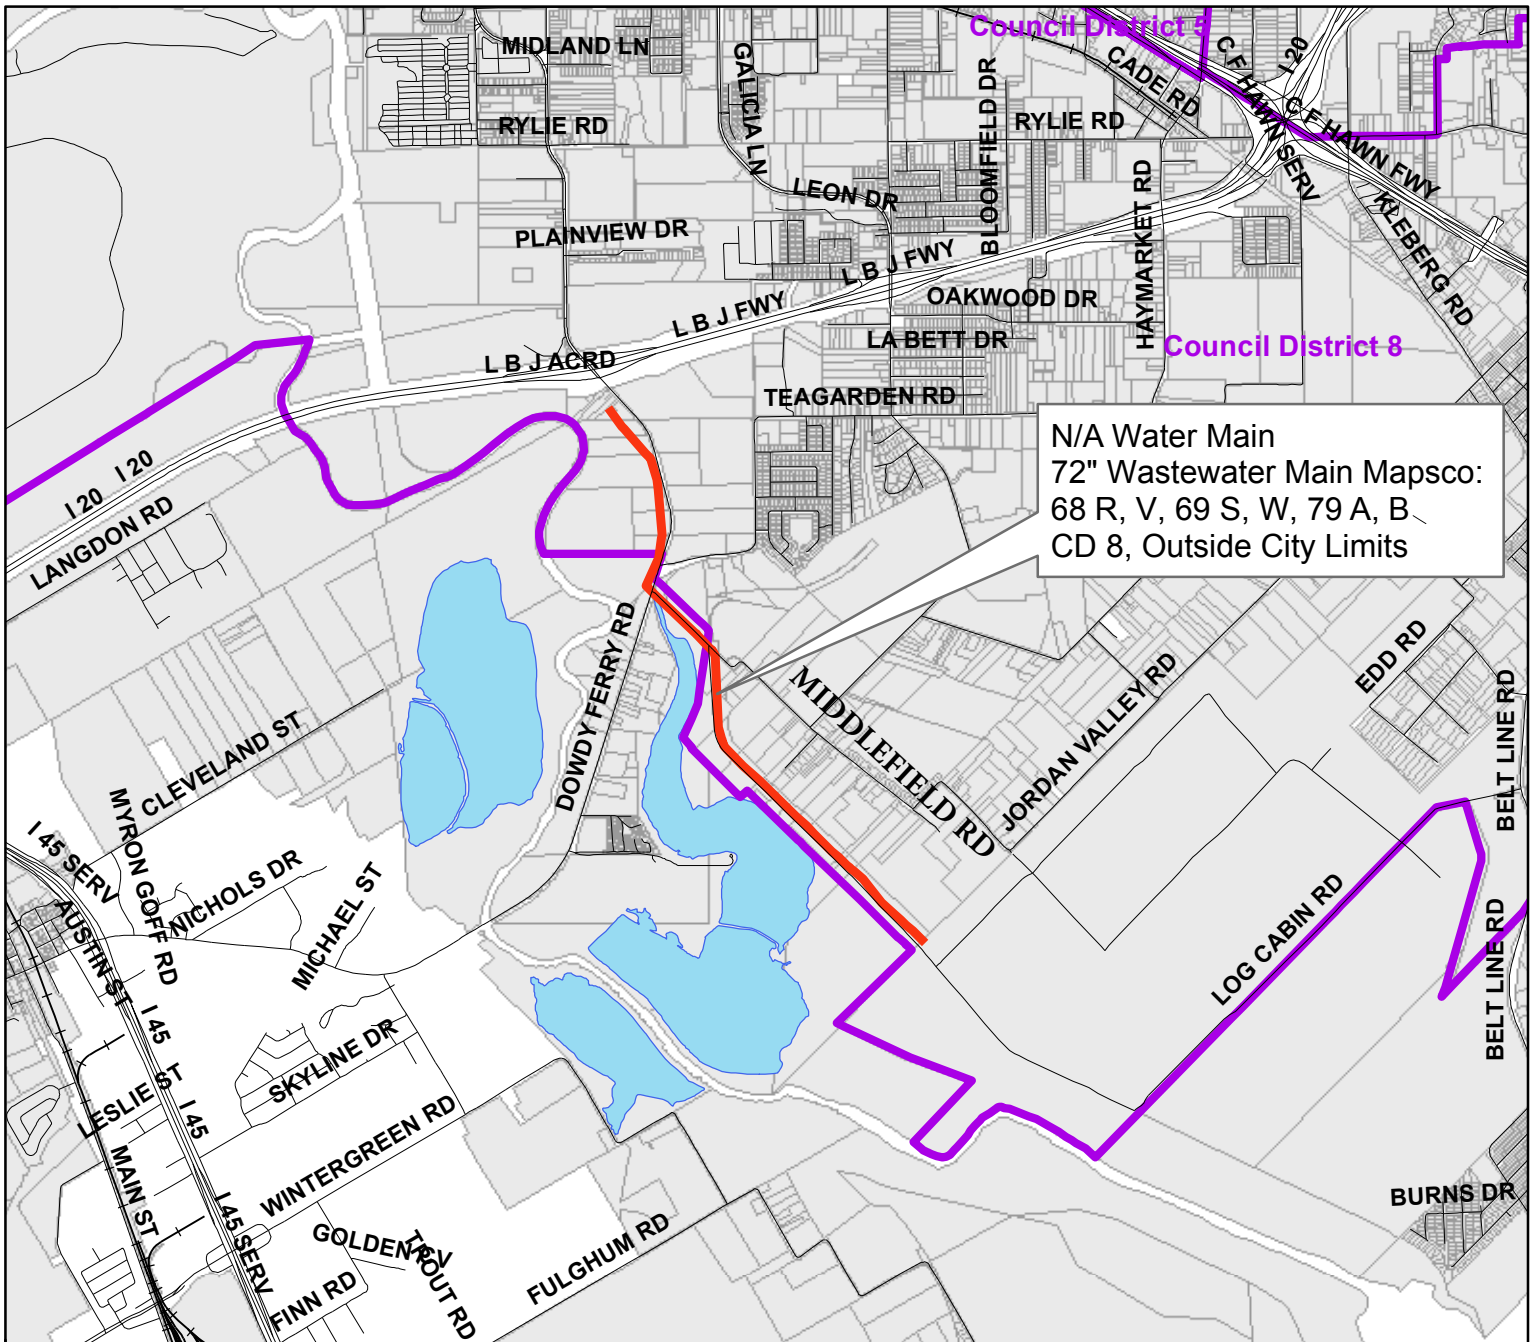 Council District 5
MIDLAND LN
GALICIA LN
CADE RD
C F HAWN SERV
I 20
BLOOMFIELD DR
RYLIE RD
RYLIE RD
C F HAWN FWY
LEON DR
HAYMARKET RD
KLEBERG RD
PLAINVIEW DR
L B J FWY
L B J FWY
OAKWOOD DR
LA BETT DR
Council District 8
L B J ACRD
TEAGARDEN RD
I 20
I 20
LANGDON RD
N/A Water Main
72" Wastewater Main Mapsco:
68 R, V, 69 S, W, 79 A, B
CD 8, Outside City Limits
DOWDY FERRY RD
MIDDLEFIELD RD
JORDAN VALLEY RD
EDD RD
BELT LINE RD
CLEVELAND ST
MYRON GOFF RD
I 45 SERV
NICHOLS DR
MICHAEL ST
AUSTIN ST
LOG CABIN RD
BELT LINE RD
I 45
SKYLINE DR
LESLIE ST
I 45
WINTERGREEN RD
MAIN ST
BURNS DR
I 45 SERV
GOLDEN CV
TROUT RD
FULGHUM RD
FINN RD